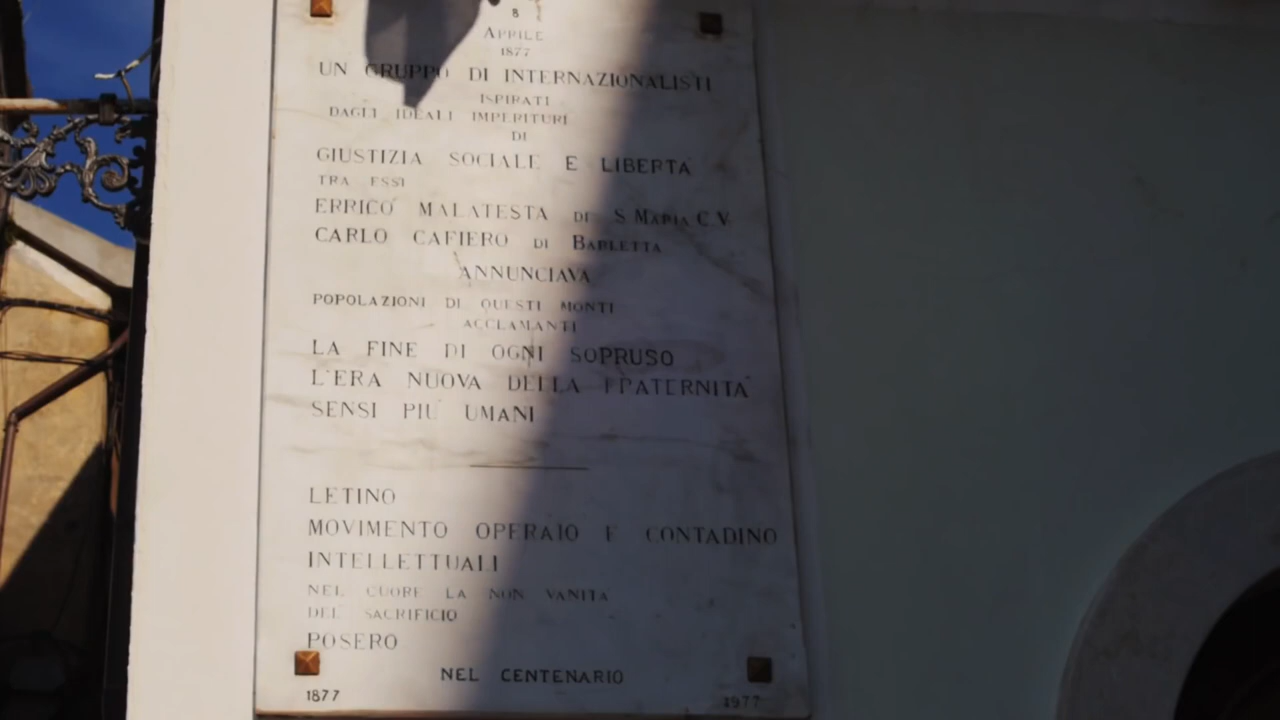 8
APRILE
1877
UN GRUPPO DI INTERNAZIONALISTI
ISPIRATI
DAGLI IDEALI IMPERITURI
DI
GIUSTIZIA SOCIALE E LIBERTA'
TRA ESSI
ERRICO MALATESTA DI S. MARIA C.V.
CARLO CAFIERO DI BARLETTA
ANNUNCIAVA
POPOLAZIONI DI QUESTI MONTI
ACCLAMANTI
LA FINE DI OGNI SOPRUSO
L'ERA NUOVA DELLA FRATERNITA'
SENSI PIU' UMANI
LETINO
MOVIMENTO OPERAIO E CONTADINO
INTELLETTUALI
NEL CUORE LA NON VANITA
DEL SACRIFICIO
POSERO
NEL CENTENARIO
1877 1977